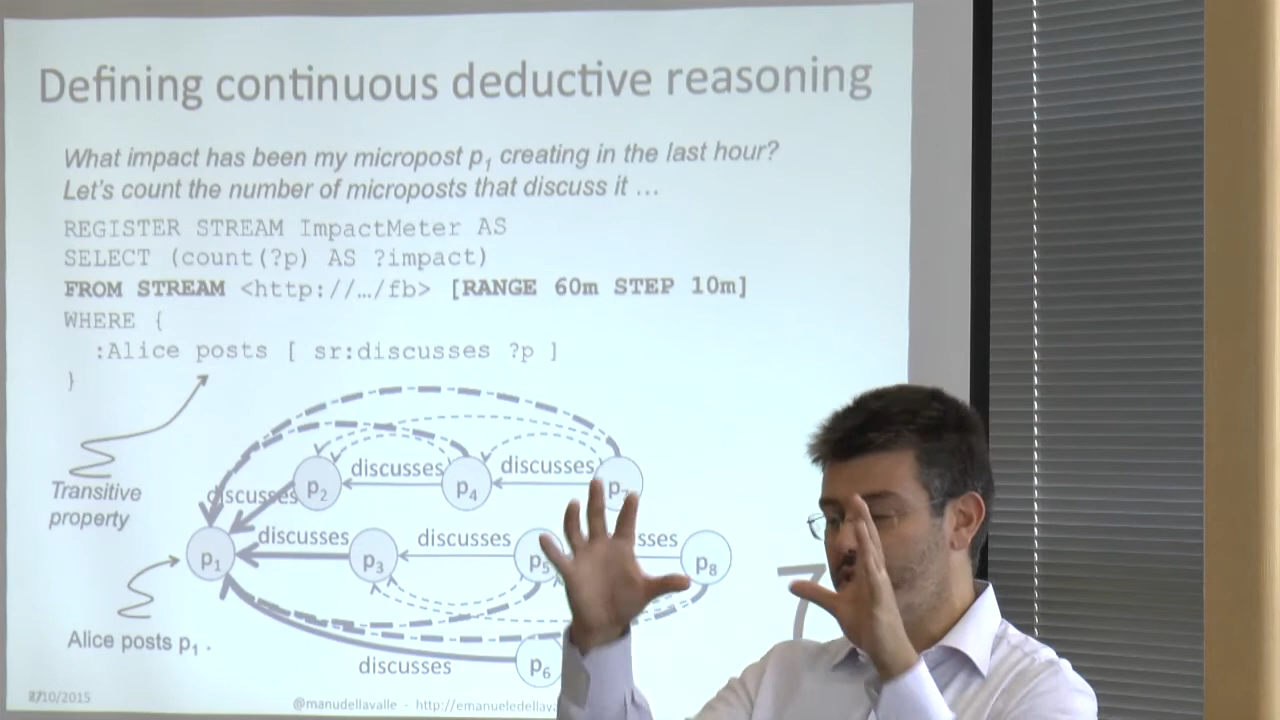 Defining continuous deductive reasoning
What impact has been my micropost p1 creating in the last hour?
Let's count the number of microposts that discuss it …
REGISTER STREAM ImpactMeter AS
SELECT (count(?p) AS ?impact)
FROM STREAM <http://…/fb> [RANGE 60m STEP 10m]
WHERE {
:Alice posts [ sr:discusses ?p ]
}
discusses
discusses
p2
p4
Transitive
property
discusses
discusses
discusses
p1
p3
p8
Alice posts p1 .
discusses
p6
/10/2015
@manudellavalle - http://emanueledellava